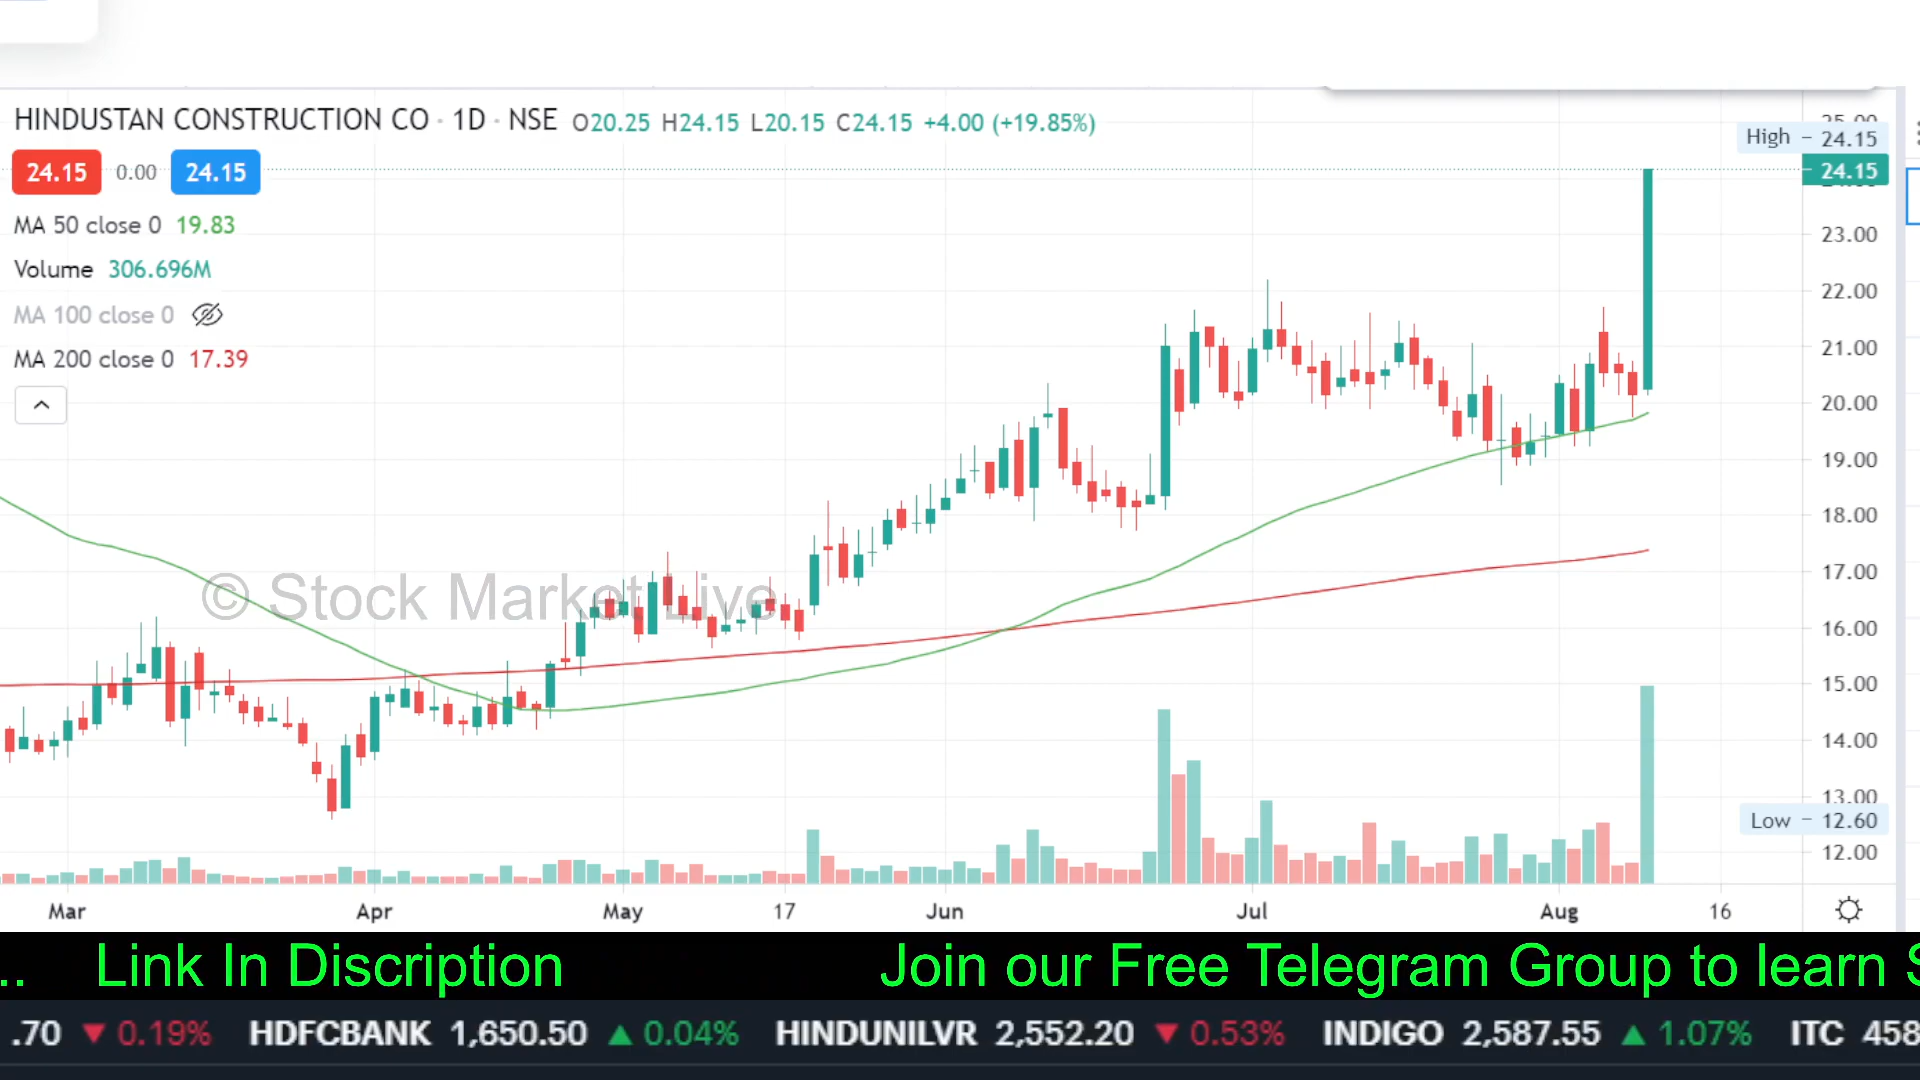 HINDUSTAN CONSTRUCTION CO · 1D · NSE O20.25 H24.15 L20.15 C24.15 +4.00 (+19.85%)
24.15 0.00 24.15
MA 50 close 0 19.83
Volume 306.696M
MA 100 close 0
MA 200 close 0 17.39
25.00
High - 24.15
24.15
23.00
22.00
21.00
20.00
19.00
18.00
17.00
16.00
15.00
14.00
13.00
Low - 12.60
12.00
© Stock Market Live
Mar Apr May 17 Jun Jul Aug 16
.. Link In Discription Join our Free Telegram Group to learn S
.70 ▼ 0.19% HDFCBANK 1,650.50 ▲ 0.04% HINDUNILVR 2,552.20 ▼ 0.53% INDIGO 2,587.55 ▲ 1.07% ITC 458